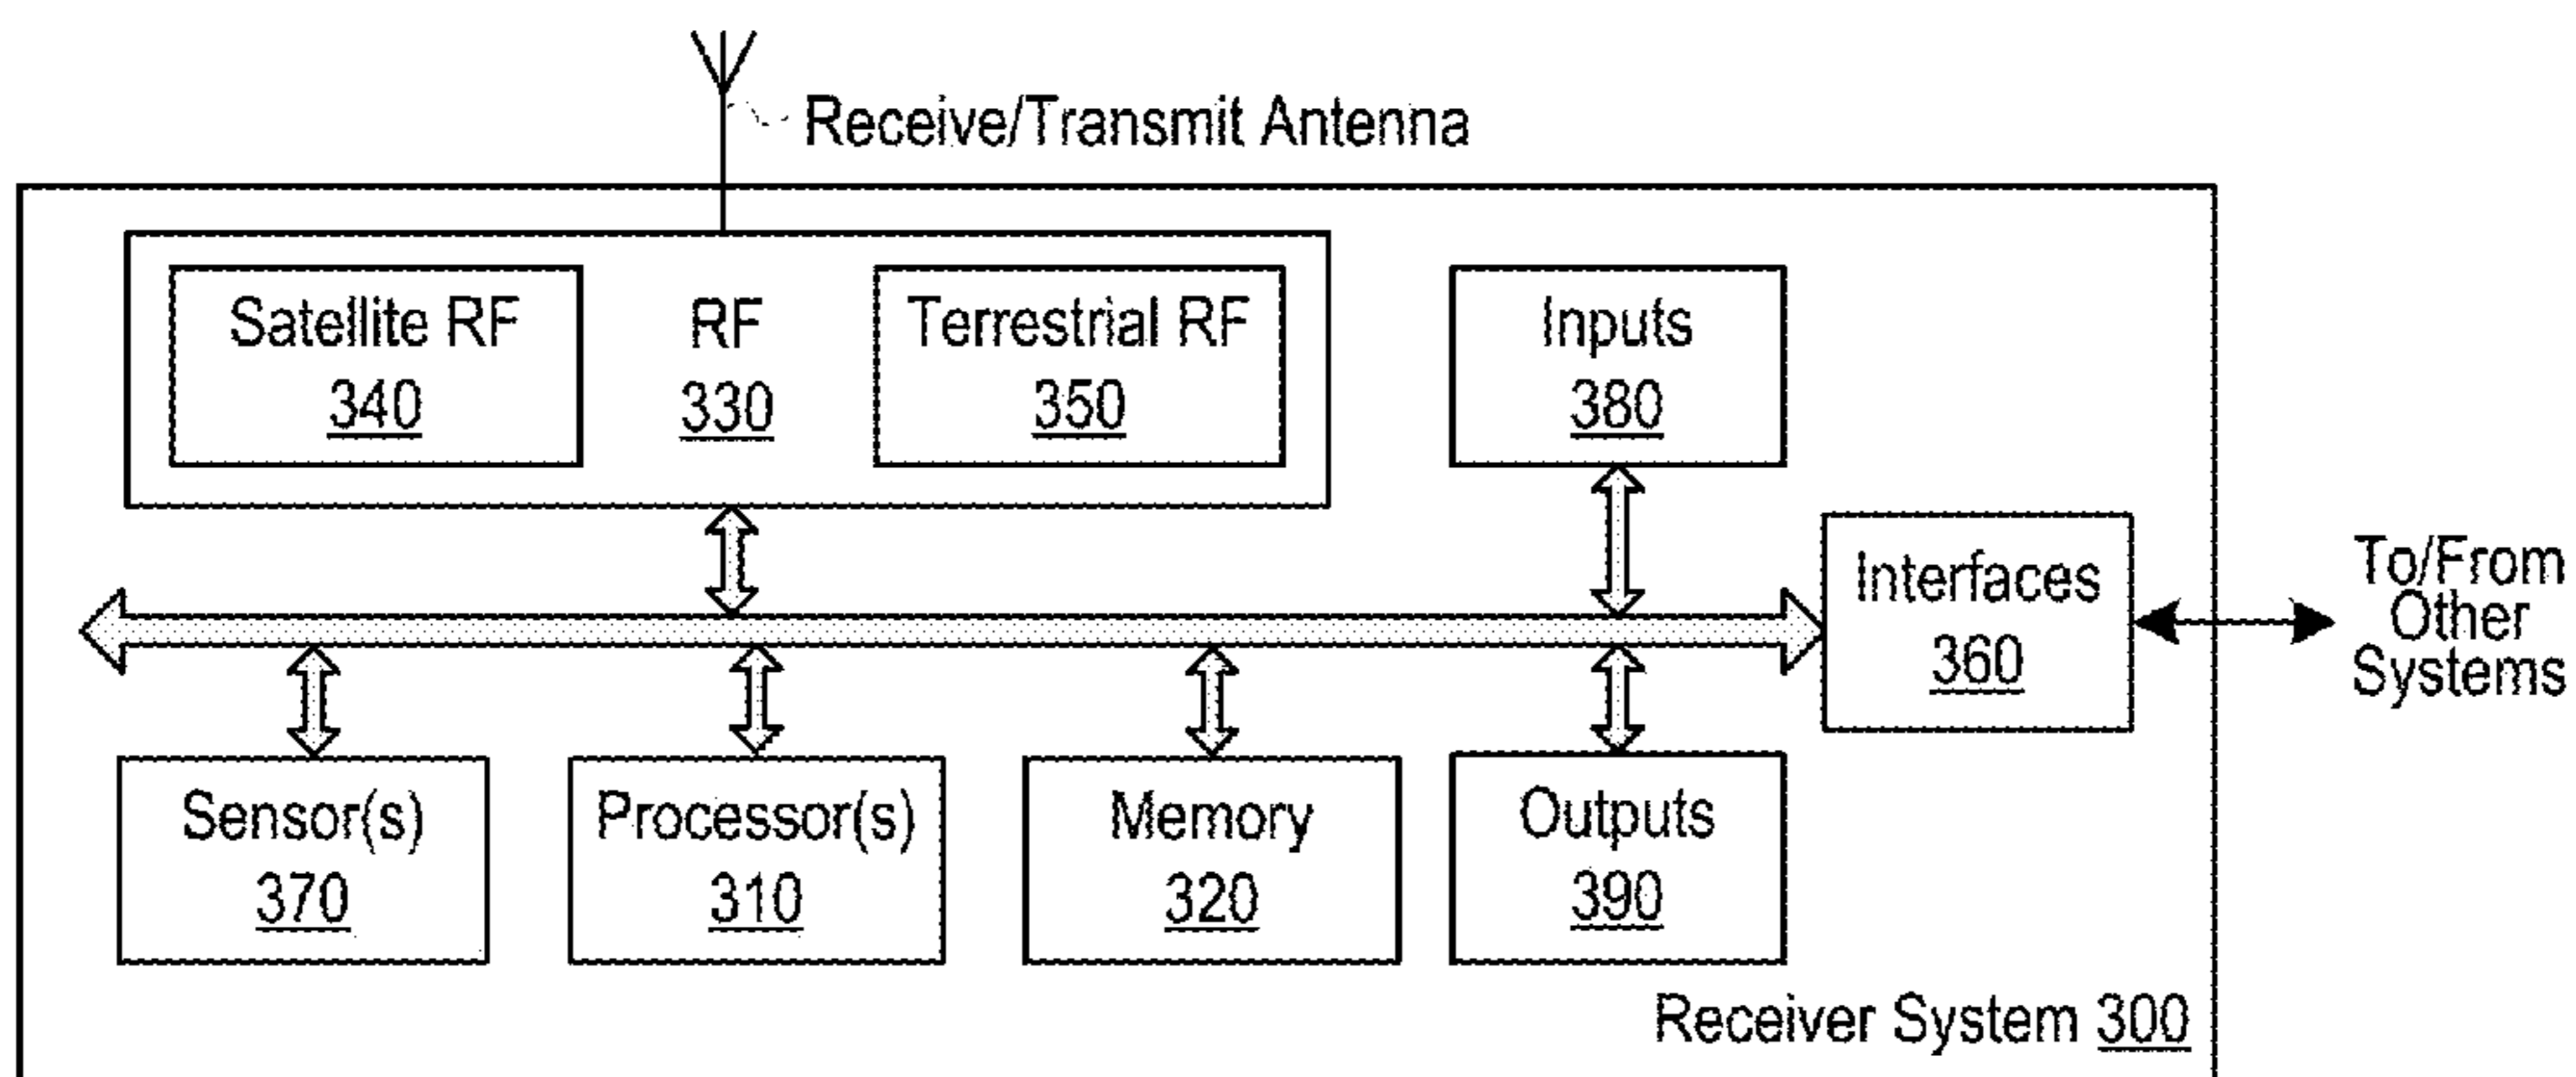 Receive/Transmit Antenna
Satellite RF
340
RF
330
Terrestrial RF
350
Inputs
380
Interfaces
360
To/From
Other
Systems
Sensor(s)
370
Processor(s)
310
Memory
320
Outputs
390
Receiver System 300